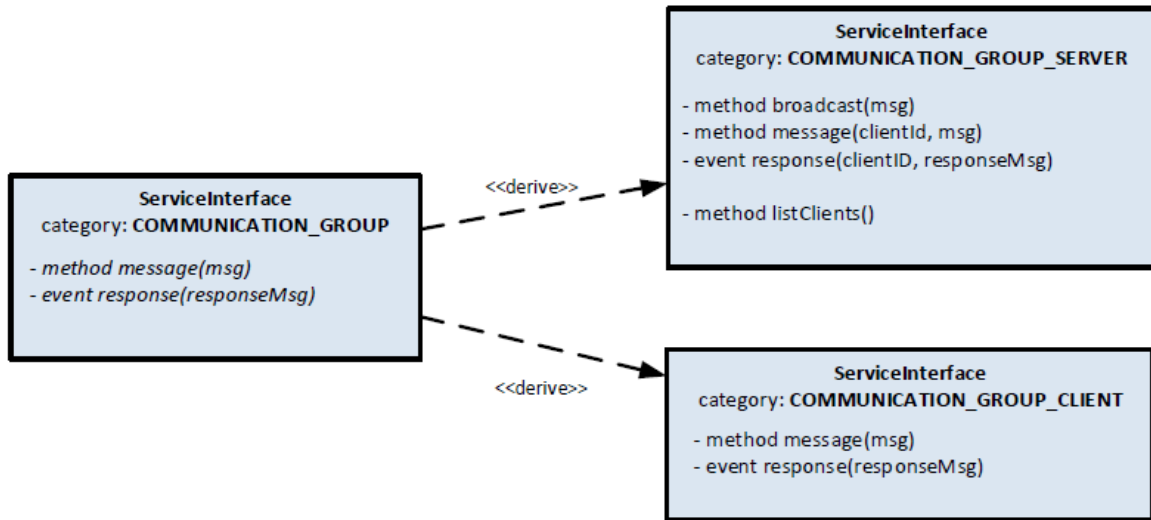 ServiceInterface
category: COMMUNICATION_GROUP
- method message(msg)
- event response(responseMsg)
<<derive>>
<<derive>>
ServiceInterface
category: COMMUNICATION_GROUP_SERVER
- method broadcast(msg)
- method message(clientId, msg)
- event response(clientID, responseMsg)
- method listClients()
ServiceInterface
category: COMMUNICATION_GROUP_CLIENT
- method message(msg)
- event response(responseMsg)